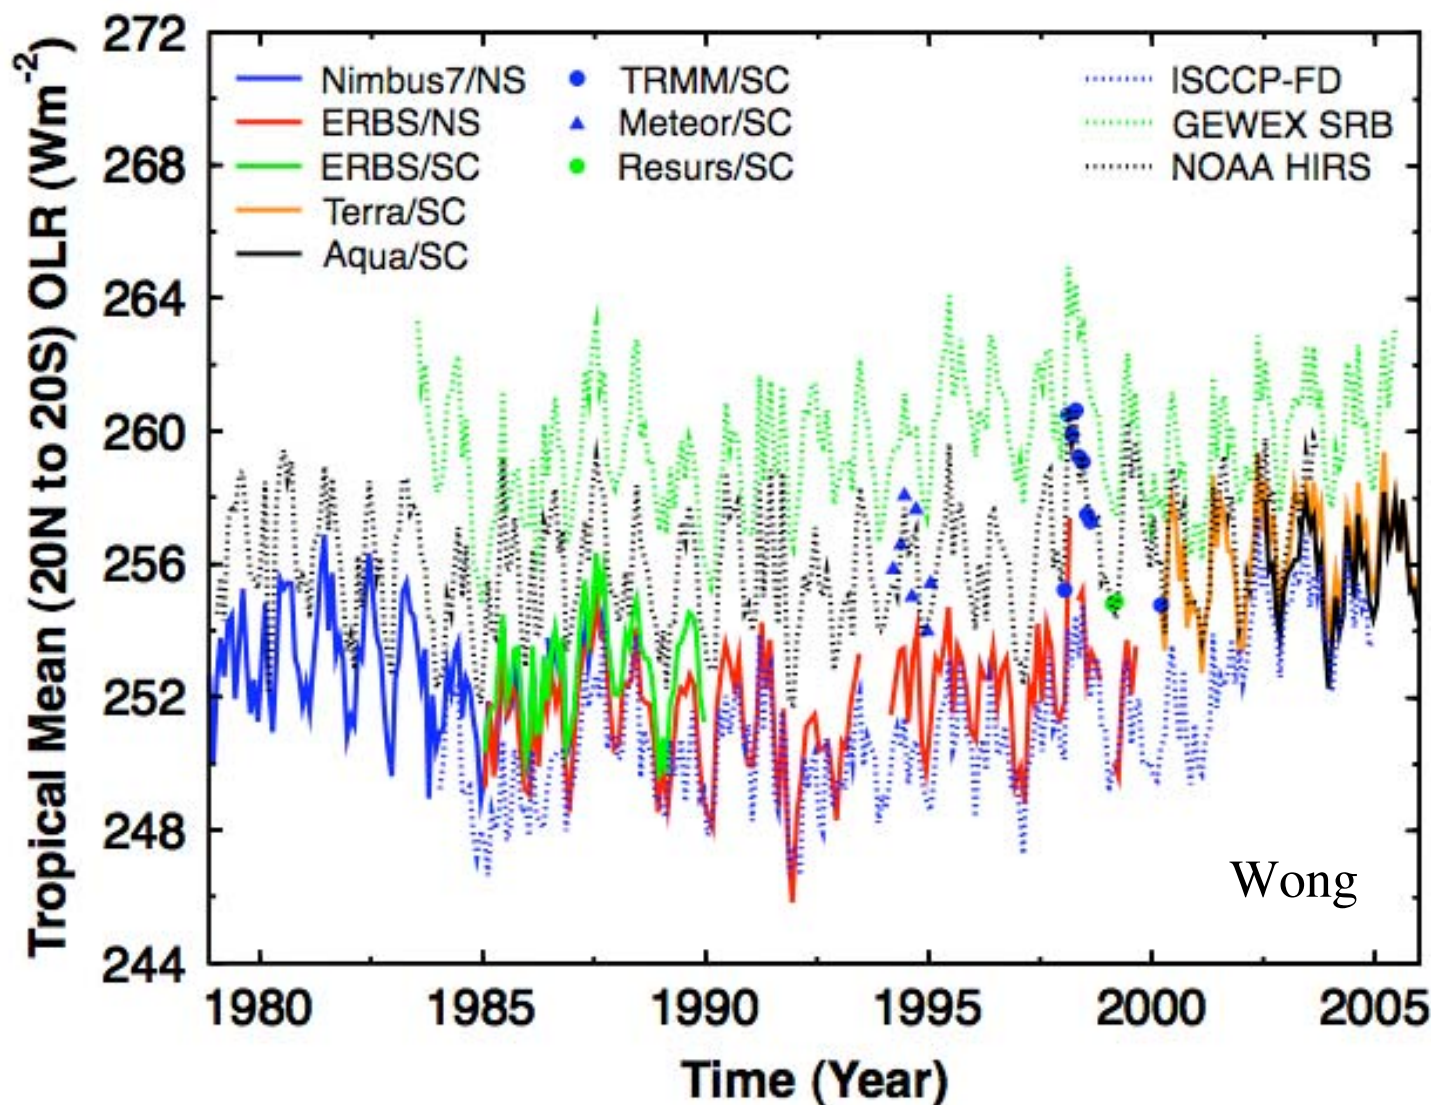 Tropical Mean (20N to 20S) OLR (Wm-2)
272
268
264
260
256
252
248
244
Nimbus7/NS
ERBS/NS
ERBS/SC
Terra/SC
Aqua/SC
TRMM/SC
Meteor/SC
Resurs/SC
ISCCP-FD
GEWEX SRB
NOAA HIRS
Wong
1980 1985 1990 1995 2000 2005
Time (Year)